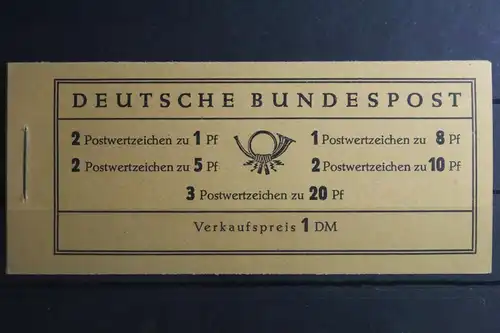 DEUTSCHE BUNDESPOST
2 Postwertzeichen zu 1 Pf 1 Postwertzeichen zu 8 Pf
2 Postwertzeichen zu 5 Pf 2 Postwertzeichen zu 10 Pf
3 Postwertzeichen zu 20 Pf
Verkaufspreis 1 DM